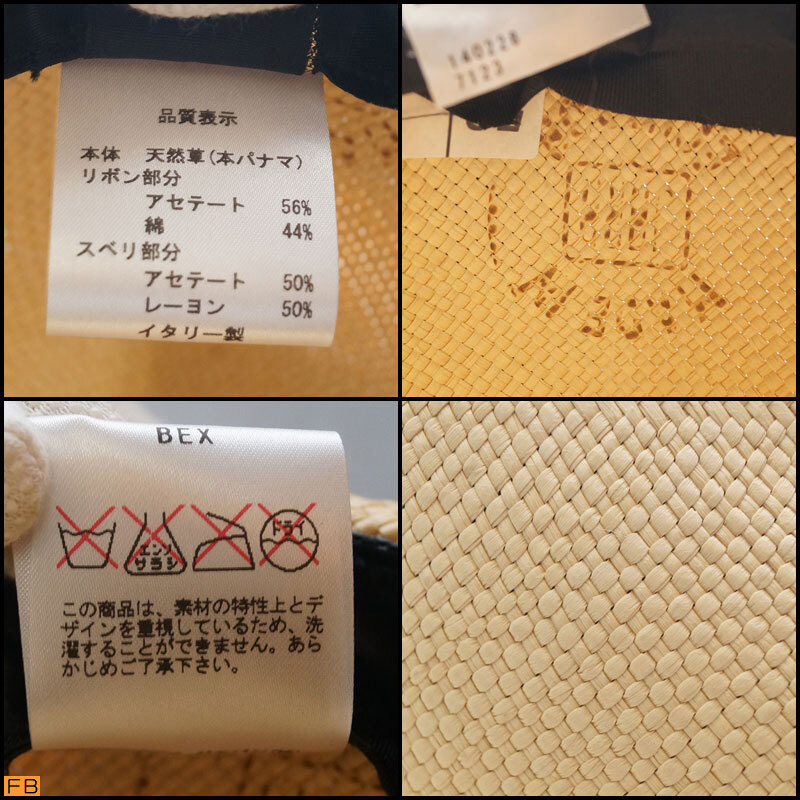 品質表示
本体 天然草(本パナマ)
リボン部分
アセテート 56%
綿 44%
スベリ部分
アセテート 50%
レーヨン 50%
イタリー製
140220
7123
BEX
エンソ
サラシ
ドライ
この商品は、素材の特性上とデ
ザインを重視しているため、洗
濯することができません。あら
かじめご了承下さい。
FB